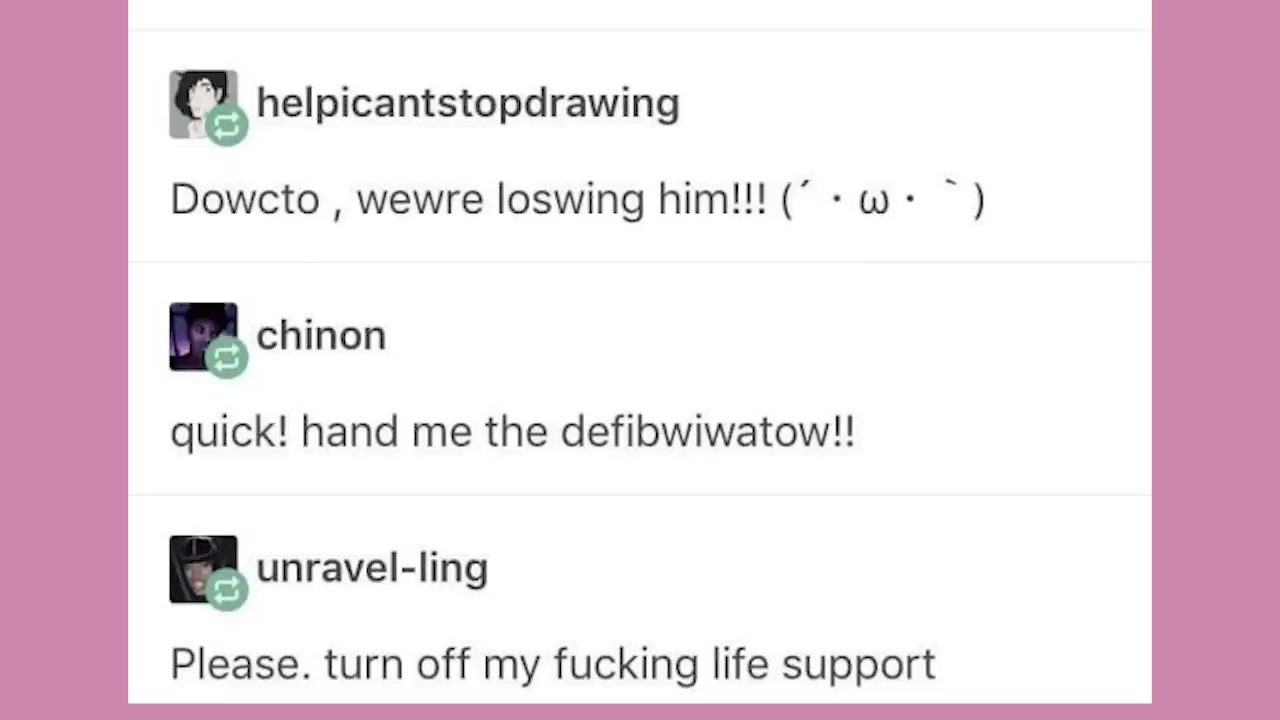 helpicantstopdrawing
Dowcto , wewre loswing him!!! (´・ω・｀)
chinon
quick! hand me the defibwiwatow!!
unravel-ling
Please. turn off my fucking life support